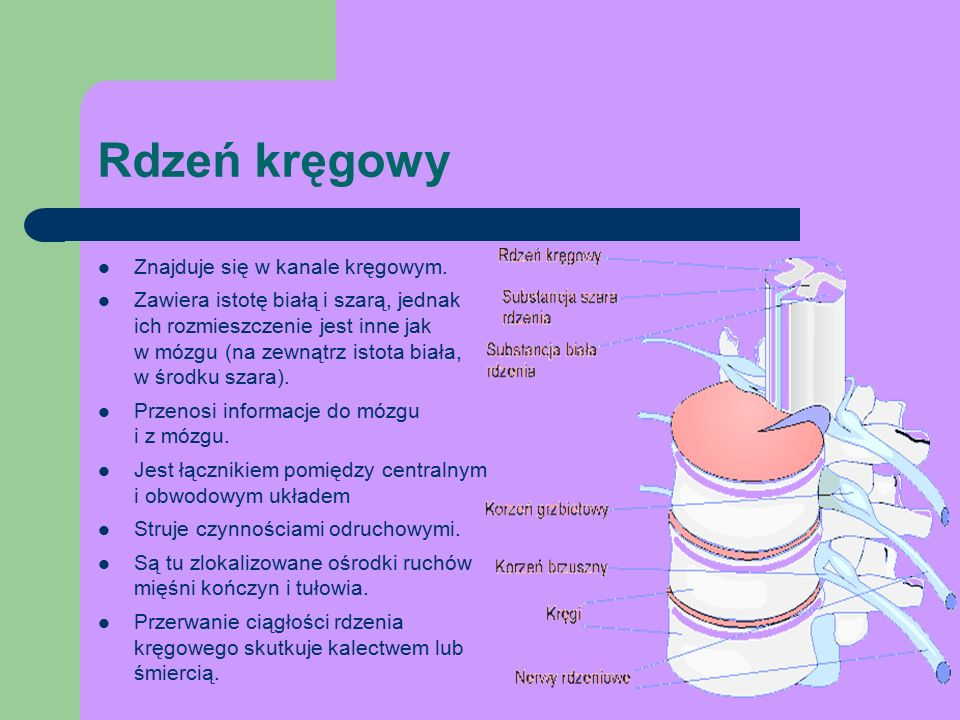 Rdzeń kręgowy
Znajduje się w kanale kręgowym.
Zawiera istotę białą i szarą, jednak
ich rozmieszczenie jest inne jak
w mózgu (na zewnątrz istota biała,
w środku szara).
Przenosi informacje do mózgu
i z mózgu.
Jest łącznikiem pomiędzy centralnym
i obwodowym układem
Struje czynnościami odruchowymi.
Są tu zlokalizowane ośrodki ruchów
mięśni kończyn i tułowia.
Przerwanie ciągłości rdzenia
kręgowego skutkuje kalectwem lub
śmiercią.
Rdzeń kręgowy
Substancja szara
rdzenia
Substancja biała
rdzenia
Korzeń grzbietowy
Korzeń brzuszny
Kręgi
Nerwy rdzeniowe